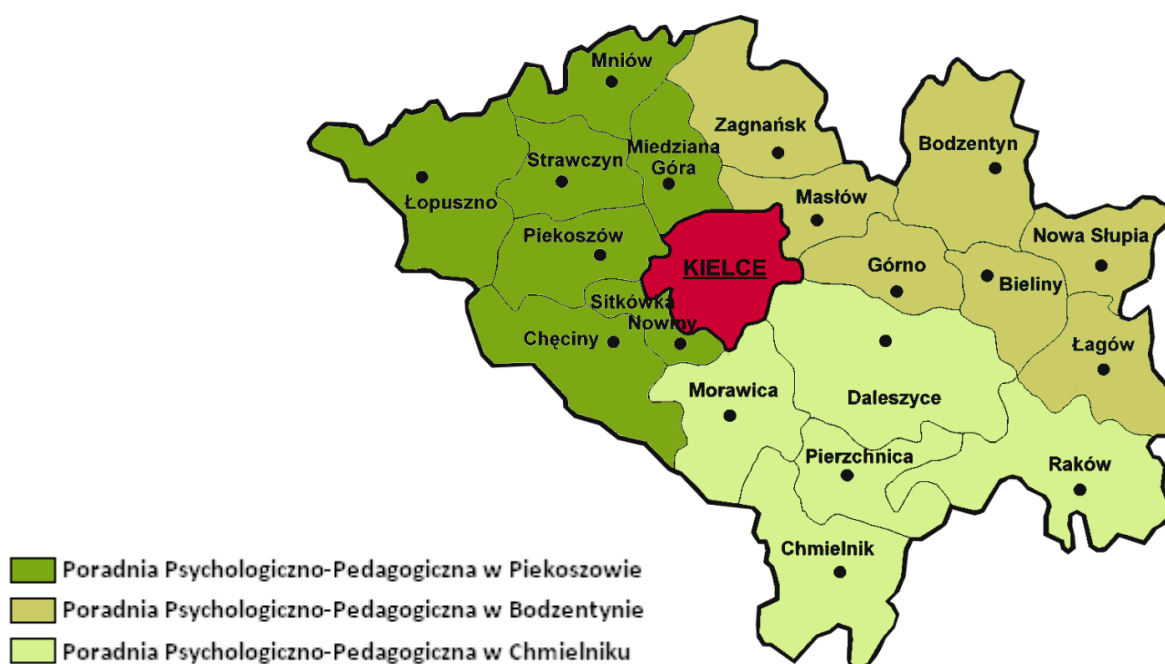 Mniów
Zagnańsk
Bodzentyn
Miedziana
Góra
Strawczyn
Łopuszno
Masłów
Nowa Słupia
Piekoszów
KIELCE
Górno
Bieliny
Sitkówka
Nowiny
Chęciny
Łagów
Morawica
Daleszyce
Pierzchnica
Raków
Chmielnik
Poradnia Psychologiczno-Pedagogiczna w Piekoszowie
Poradnia Psychologiczno-Pedagogiczna w Bodzentynie
Poradnia Psychologiczno-Pedagogiczna w Chmielniku